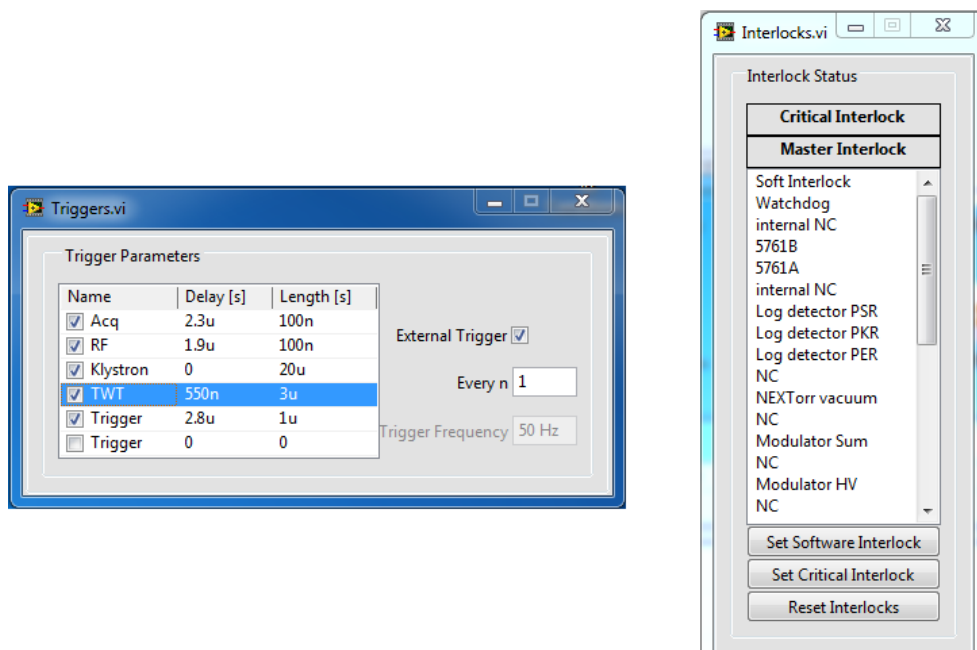 Triggers.vi
Trigger Parameters
Name Delay [s] Length [s]
Acq 2.3u 100n
RF 1.9u 100n
Klystron 0 20u
TWT 550n 3u
Trigger 2.8u 1u
Trigger 0 0
External Trigger
Every n 1
Trigger Frequency 50 Hz
Interlocks.vi
Interlock Status
Critical Interlock
Master Interlock
Soft Interlock
Watchdog
internal NC
5761B
5761A
internal NC
Log detector PSR
Log detector PKR
Log detector PER
NC
NEXTorr vacuum
NC
Modulator Sum
NC
Modulator HV
NC
Set Software Interlock
Set Critical Interlock
Reset Interlocks